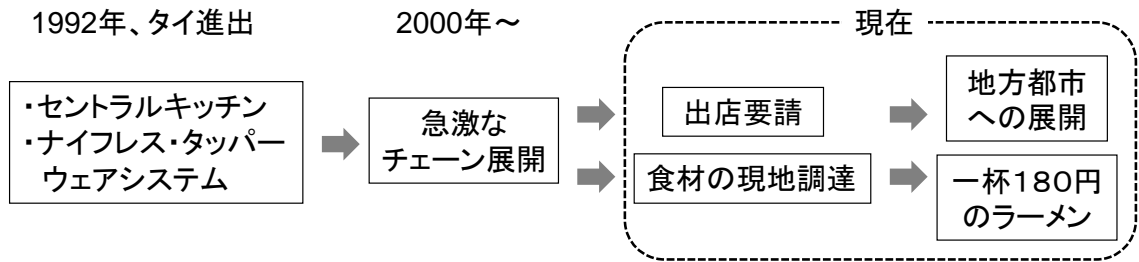 1992年、タイ進出
2000年～
現在
・セントラルキッチン
・ナイフレス・タッパー
ウェアシステム
急激な
チェーン展開
出店要請
地方都市
への展開
食材の現地調達
一杯１８０円
のラーメン